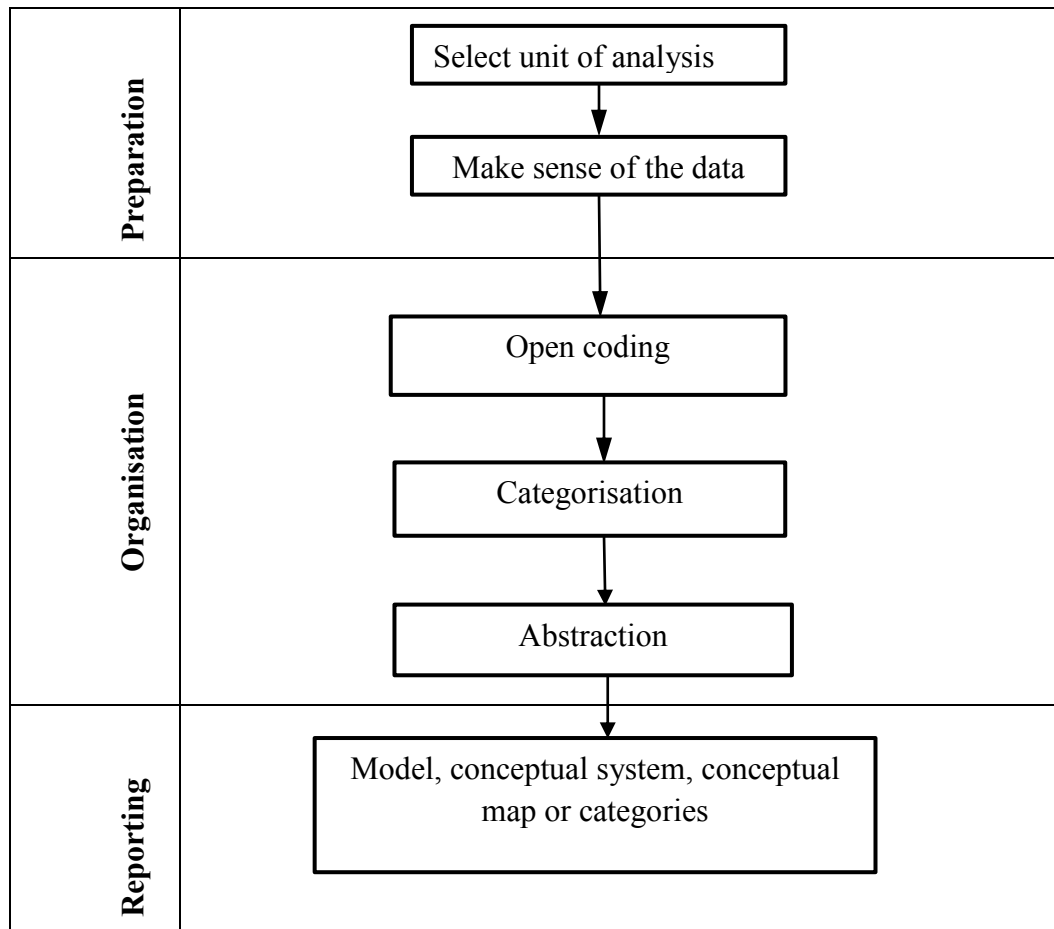 Preparation
Select unit of analysis
Make sense of the data
Organisation
Open coding
Categorisation
Abstraction
Reporting
Model, conceptual system, conceptual
map or categories